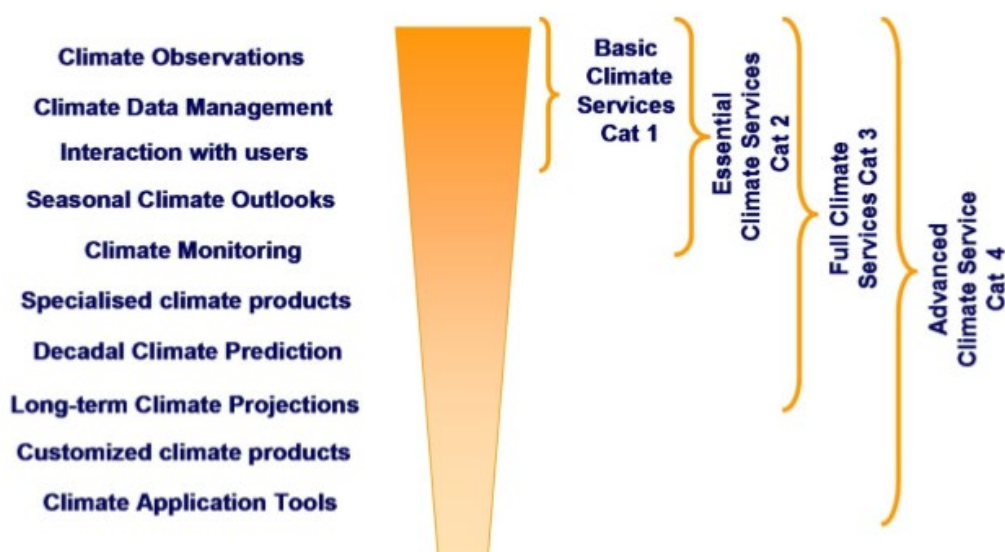 Climate Observations
Climate Data Management
Interaction with users
Seasonal Climate Outlooks
Climate Monitoring
Specialised climate products
Decadal Climate Prediction
Long-term Climate Projections
Customized climate products
Climate Application Tools
Basic
Climate
Services
Cat 1
Essential
Climate Services
Cat 2
Full Climate
Services Cat 3
Advanced
Climate Service
Cat 4